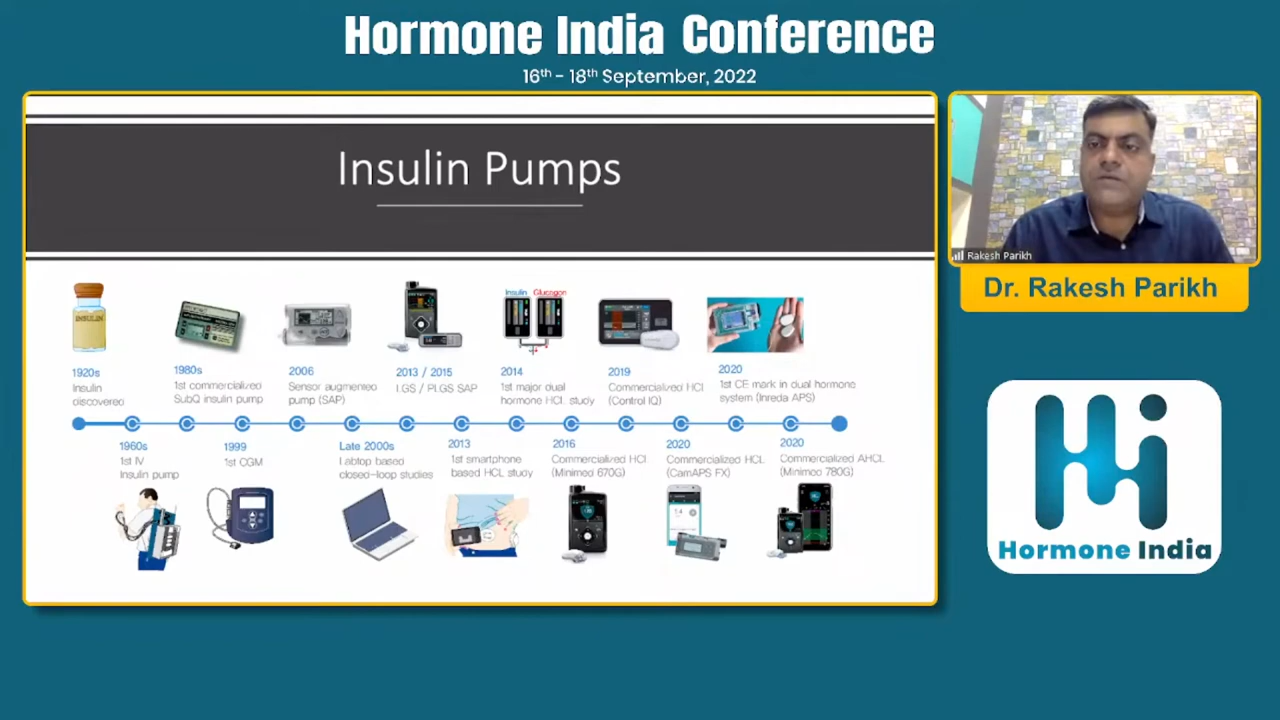 Hormone India Conference
16th - 18th September, 2022
Insulin Pumps
INSULIN
Insulin Glucagon
1920s
Insulin
discovered
1980s
1st commercialized
SubQ insulin pump
2006
Sensor augmented
pump (SAP)
2013 / 2015
LGS / PLGS SAP
2014
1st major dual
hormone HCL study
2019
Commercialized HCL
(Control IQ)
2020
1st CE mark in dual hormone
system (Inreda APS)
1960s
1st IV
Insulin pump
1999
1st CGM
Late 2000s
Labtop based
closed-loop studies
2013
1st smartphone
based HCL study
2016
Commercialized HCL
(Minimed 670G)
2020
Commercialized HCL
(CamAPS FX)
2020
Commercialized AHCL
(Minimed 780G)
Rakesh Parikh
Dr. Rakesh Parikh
Hormone India